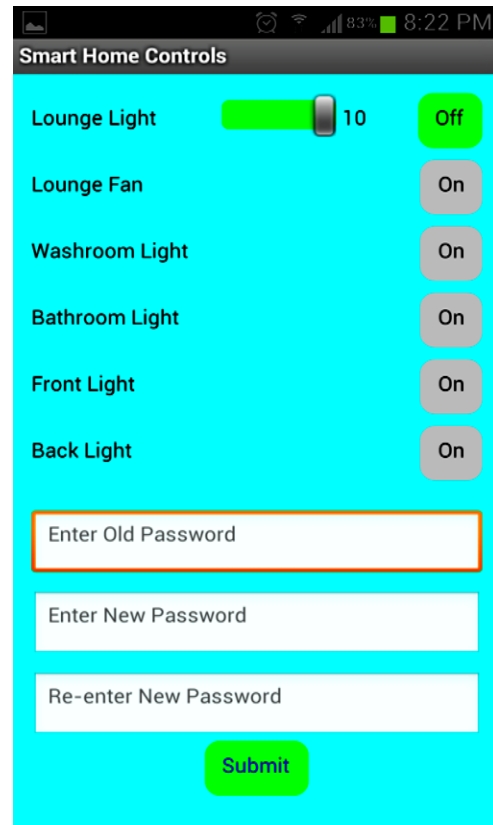 83% 8:22 PM
Smart Home Controls
Lounge Light 10 Off
Lounge Fan On
Washroom Light On
Bathroom Light On
Front Light On
Back Light On
Enter Old Password
Enter New Password
Re-enter New Password
Submit